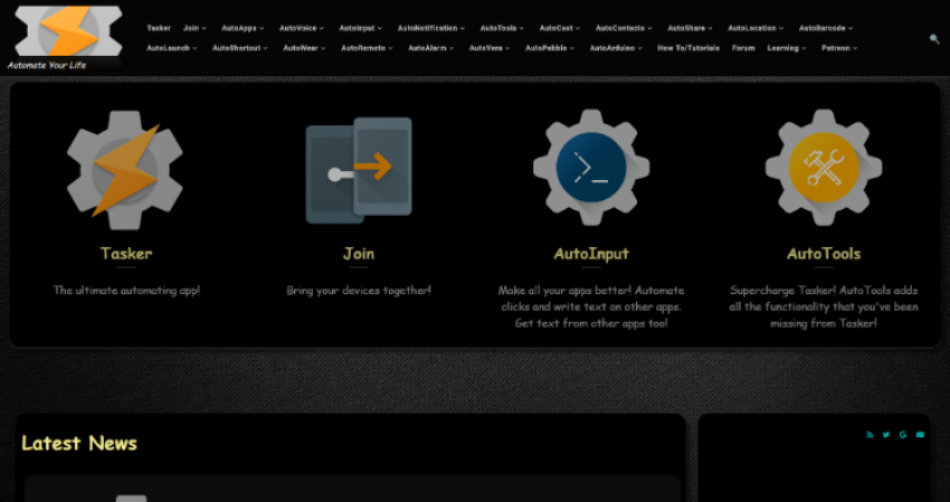 Automate Your Life
Tasker Join AutoApps AutoVoice AutoInput AutoNotification AutoTools AutoCast AutoContacts AutoShare AutoLocation AutoBarcode
AutoLaunch AutoShortcut AutoWear AutoRemote AutoAlarm AutoVera AutoPebble AutoArduino How To/Tutorials Forum Learning Patreon
Tasker
The ultimate automating app!
Join
Bring your devices together!
AutoInput
Make all your apps better! Automate
clicks and write text on other apps.
Get text from other apps too!
AutoTools
Supercharge Tasker! AutoTools adds
all the functionality that you've been
missing from Tasker!
Latest News